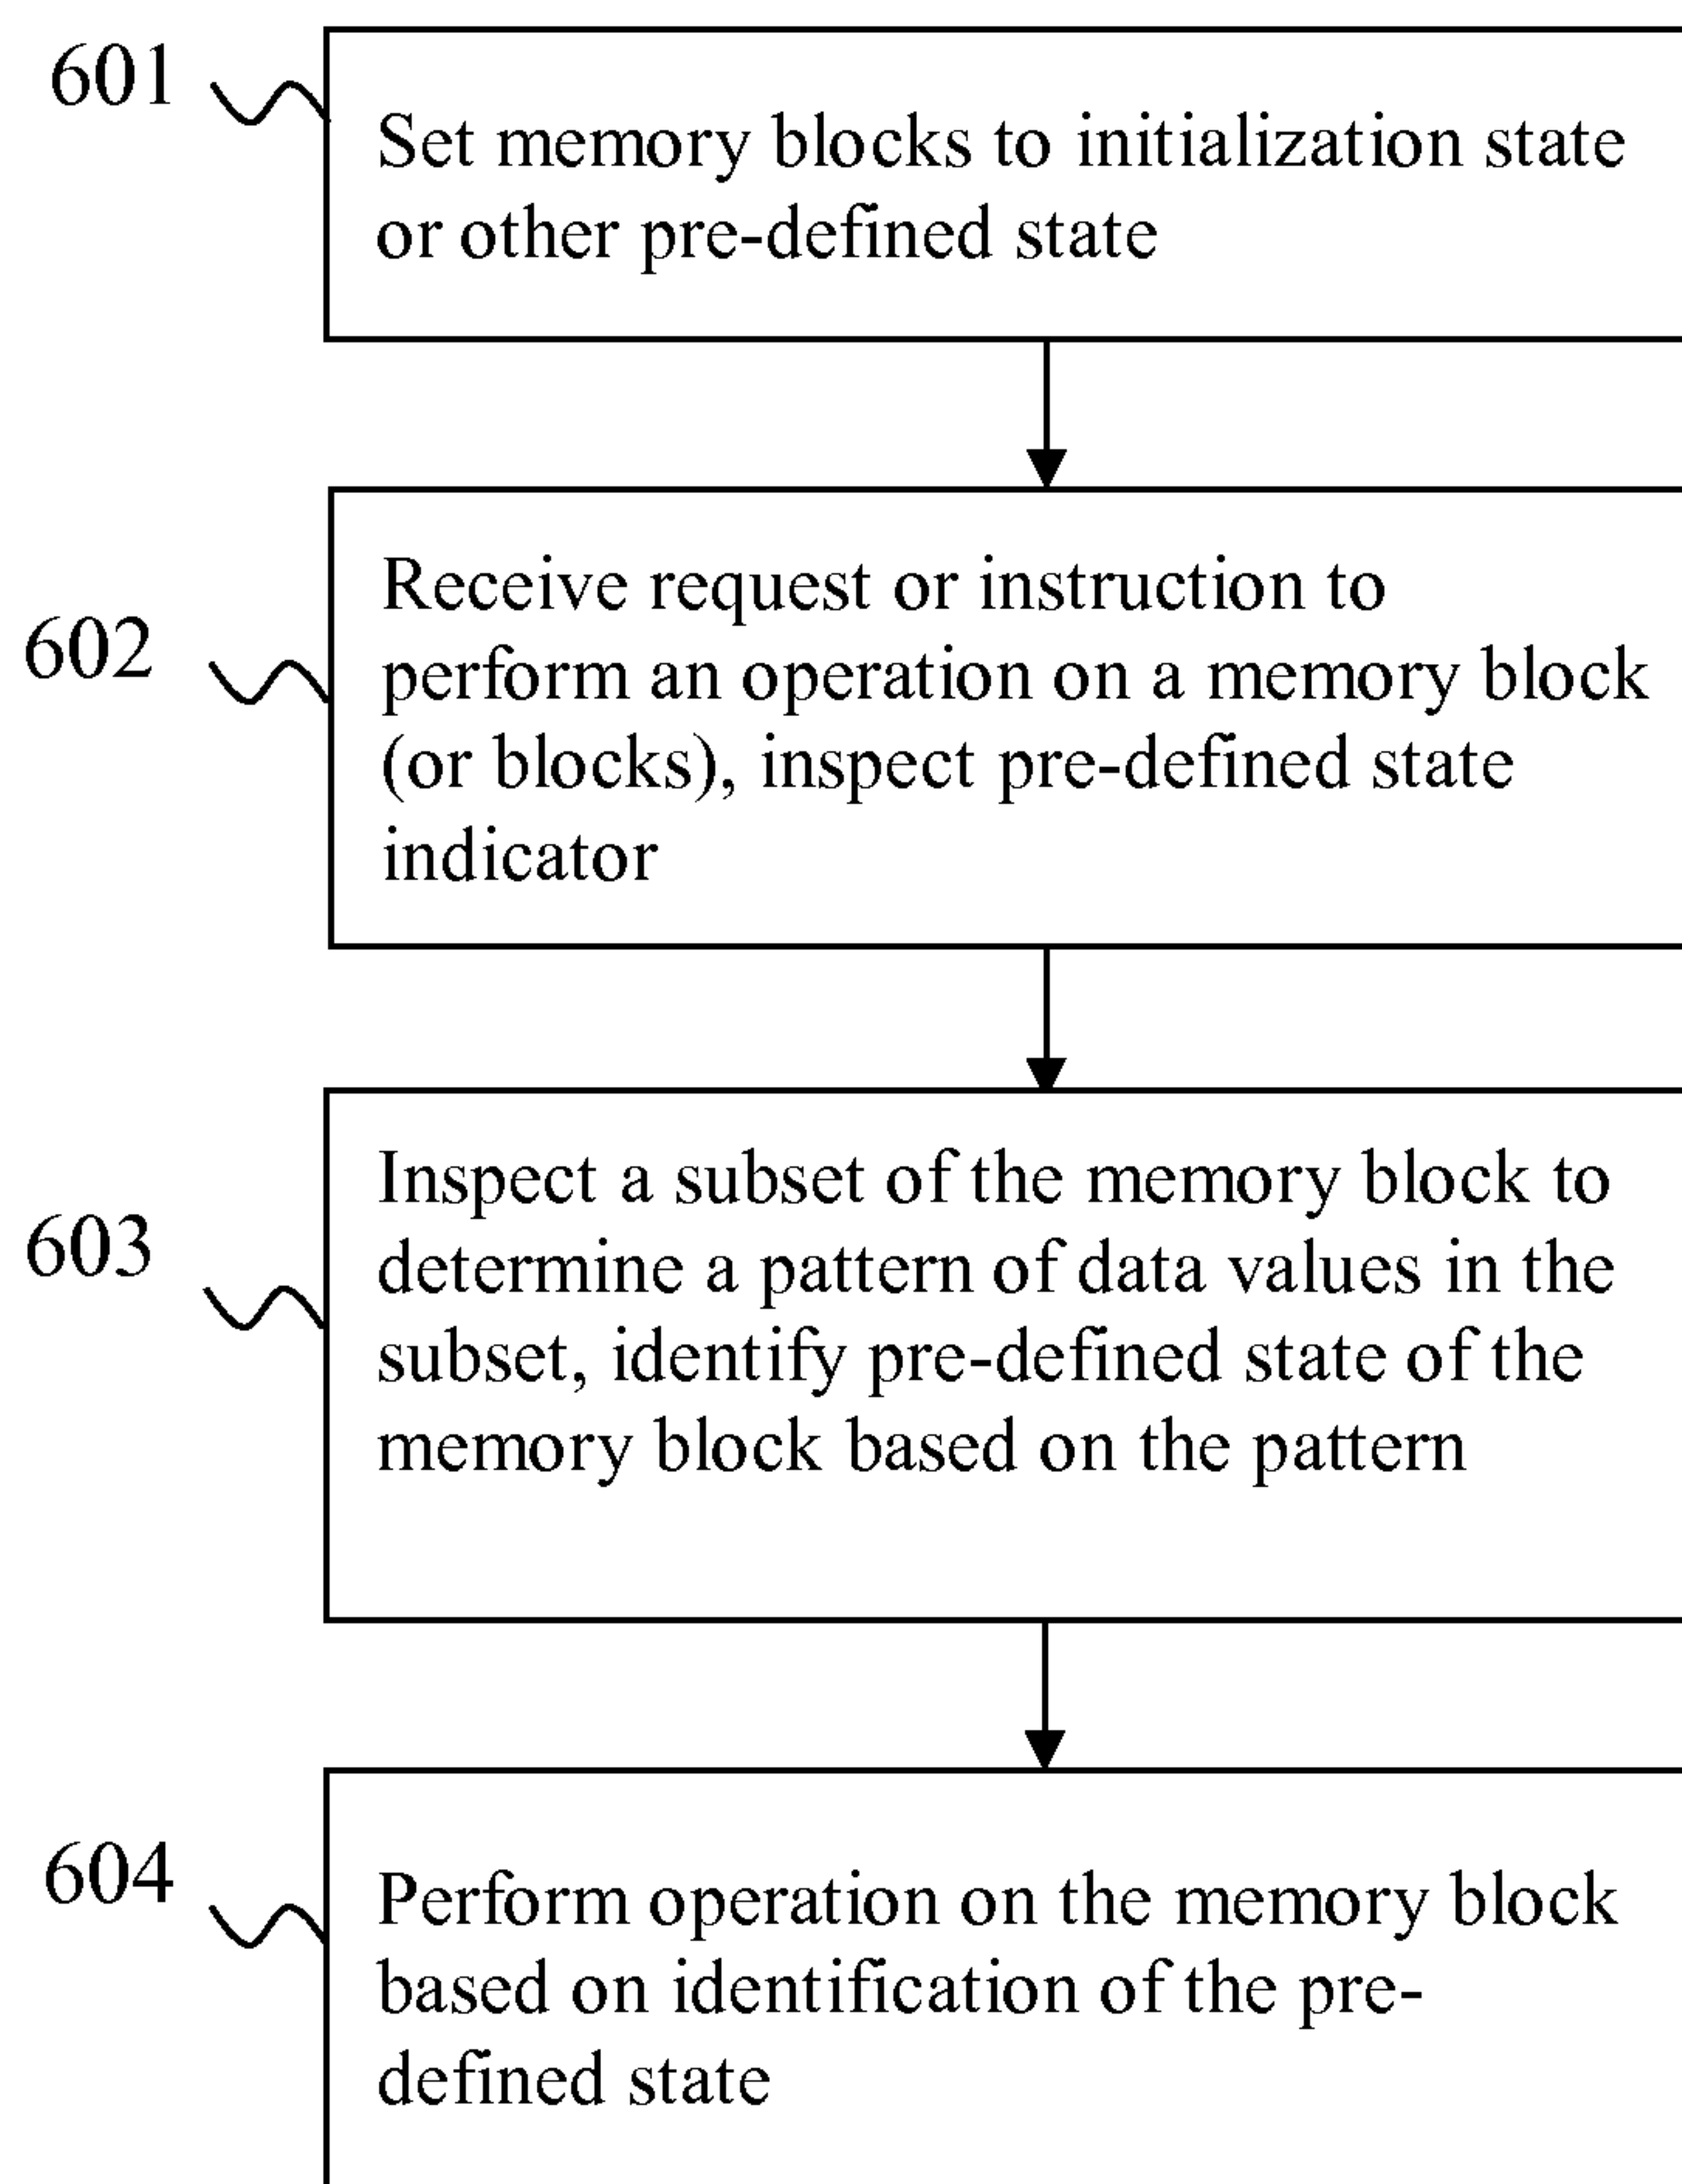 601
Set memory blocks to initialization state
or other pre-defined state
602
Receive request or instruction to
perform an operation on a memory block
(or blocks), inspect pre-defined state
indicator
603
Inspect a subset of the memory block to
determine a pattern of data values in the
subset, identify pre-defined state of the
memory block based on the pattern
604
Perform operation on the memory block
based on identification of the pre-
defined state